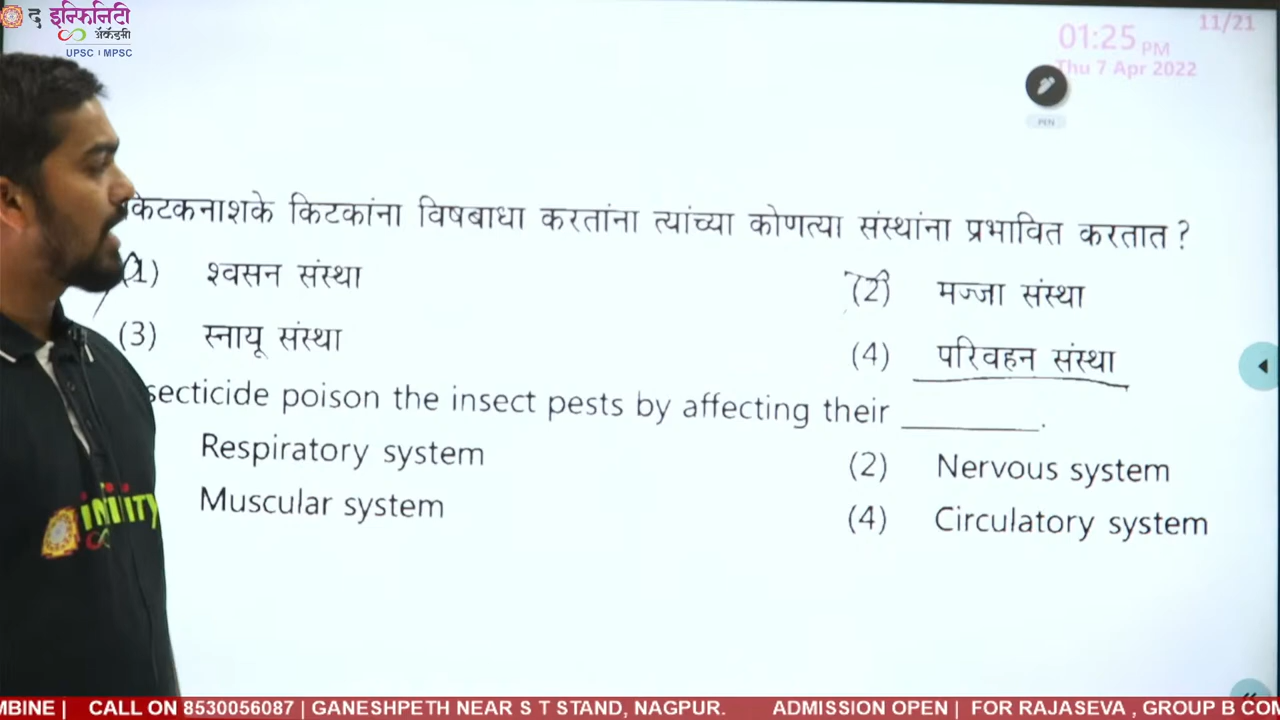 द इन्फिनिटी
अ‍ॅकॅडमी
UPSC | MPSC
11/21
01:25 PM
Thu 7 Apr 2022
PEN
किटकनाशके किटकांना विषबाधा करतांना त्यांच्या कोणत्या संस्थांना प्रभावित करतात ?
(1) श्वसन संस्था (2) मज्जा संस्था
(3) स्नायू संस्था (4) परिवहन संस्था
secticide poison the insect pests by affecting their ________.
Respiratory system (2) Nervous system
Muscular system (4) Circulatory system
INFINITY
MBINE | CALL ON 8530056087 | GANESHPETH NEAR S T STAND, NAGPUR. ADMISSION OPEN | FOR RAJASEVA , GROUP B COM